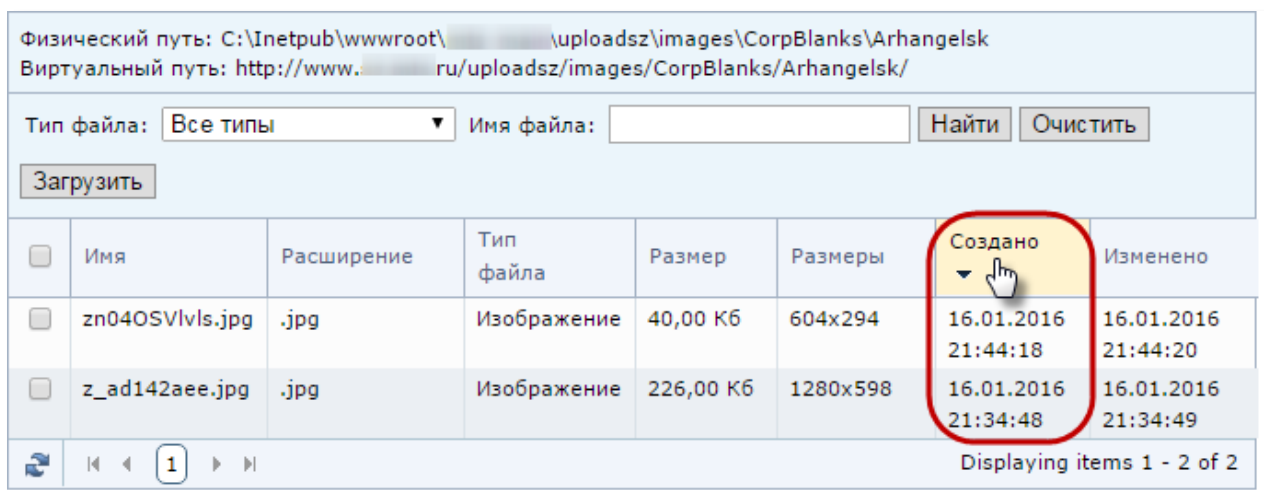 Физический путь: C:\Inetpub\wwwroot\ \uploadsz\images\CorpBlanks\Arhangelsk
Виртуальный путь: http://www. ru/uploadsz/images/CorpBlanks/Arhangelsk/
Тип файла: Все типы Имя файла: Найти Очистить
Загрузить
Имя Расширение Тип файла Размер Размеры Создано Изменено
zn04OSVlvls.jpg .jpg Изображение 40,00 Кб 604x294 16.01.2016 21:44:18 16.01.2016 21:44:20
z_ad142aee.jpg .jpg Изображение 226,00 Кб 1280x598 16.01.2016 21:34:48 16.01.2016 21:34:49
1 Displaying items 1 - 2 of 2